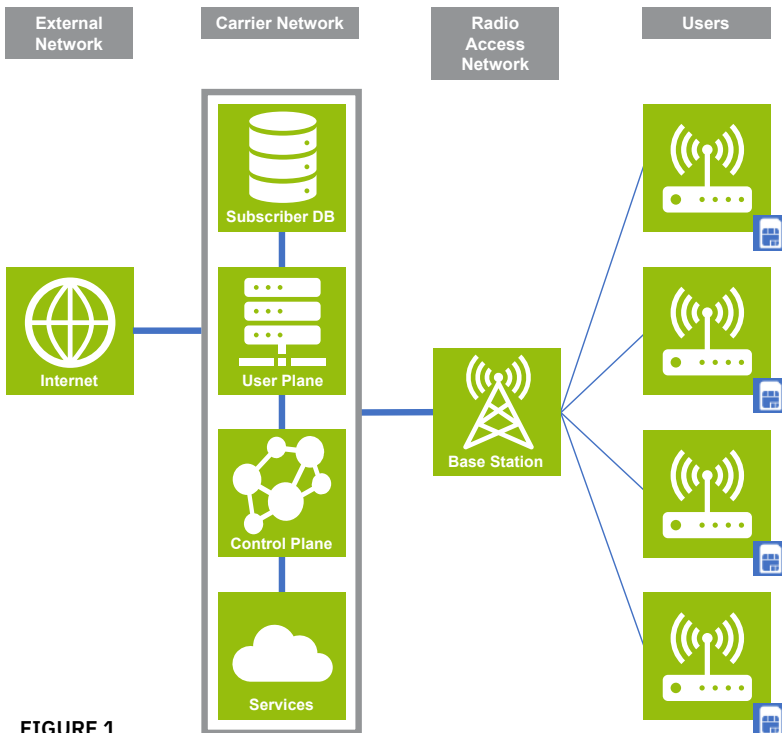 External
Network
Carrier Network
Radio
Access
Network
Users
Subscriber DB
Internet
User Plane
Base Station
Control Plane
Services
FIGURE 1